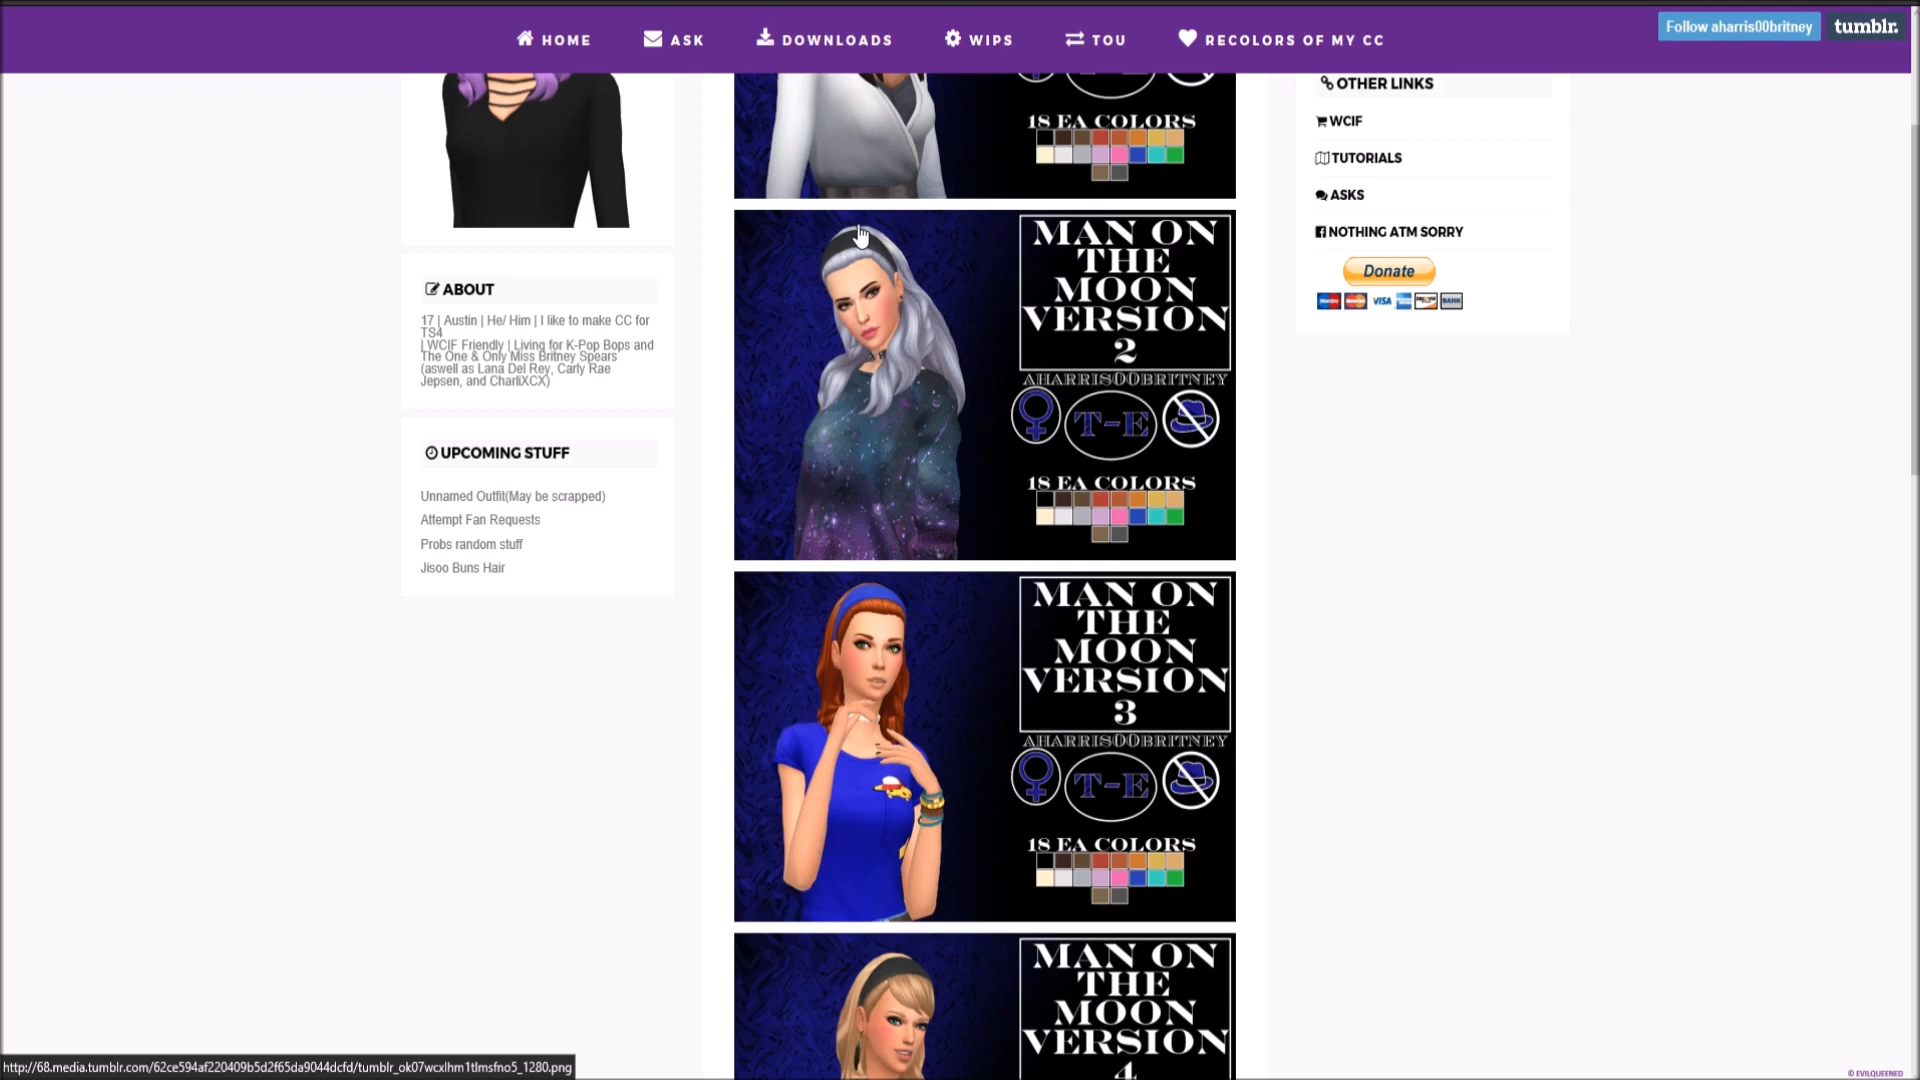 HOME
ASK
DOWNLOADS
WIPS
TOU
RECOLORS OF MY CC
Follow aharris00britney
tumblr.
ABOUT
17 | Austin | He/ Him | I like to make CC for
TS4
| WCIF Friendly | Living for K-Pop Bops and
The One & Only Miss Britney Spears
(aswell as Lana Del Rey, Carly Rae
Jepsen, and CharliXCX)
UPCOMING STUFF
Unnamed Outfit(May be scrapped)
Attempt Fan Requests
Probs random stuff
Jisoo Buns Hair
18 EA COLORS
MAN ON
THE
MOON
VERSION
2
AHARRIS00BRITNEY
T-E
18 EA COLORS
MAN ON
THE
MOON
VERSION
3
AHARRIS00BRITNEY
T-E
18 EA COLORS
MAN ON
THE
MOON
VERSION
4
OTHER LINKS
WCIF
TUTORIALS
ASKS
NOTHING ATM SORRY
Donate
VISA
BANK
http://68.media.tumblr.com/62ce594af220409b5d2f65da9044dcfd/tumblr_ok07wcxlhm1tlmsfno5_1280.png
© EVILQUEENED